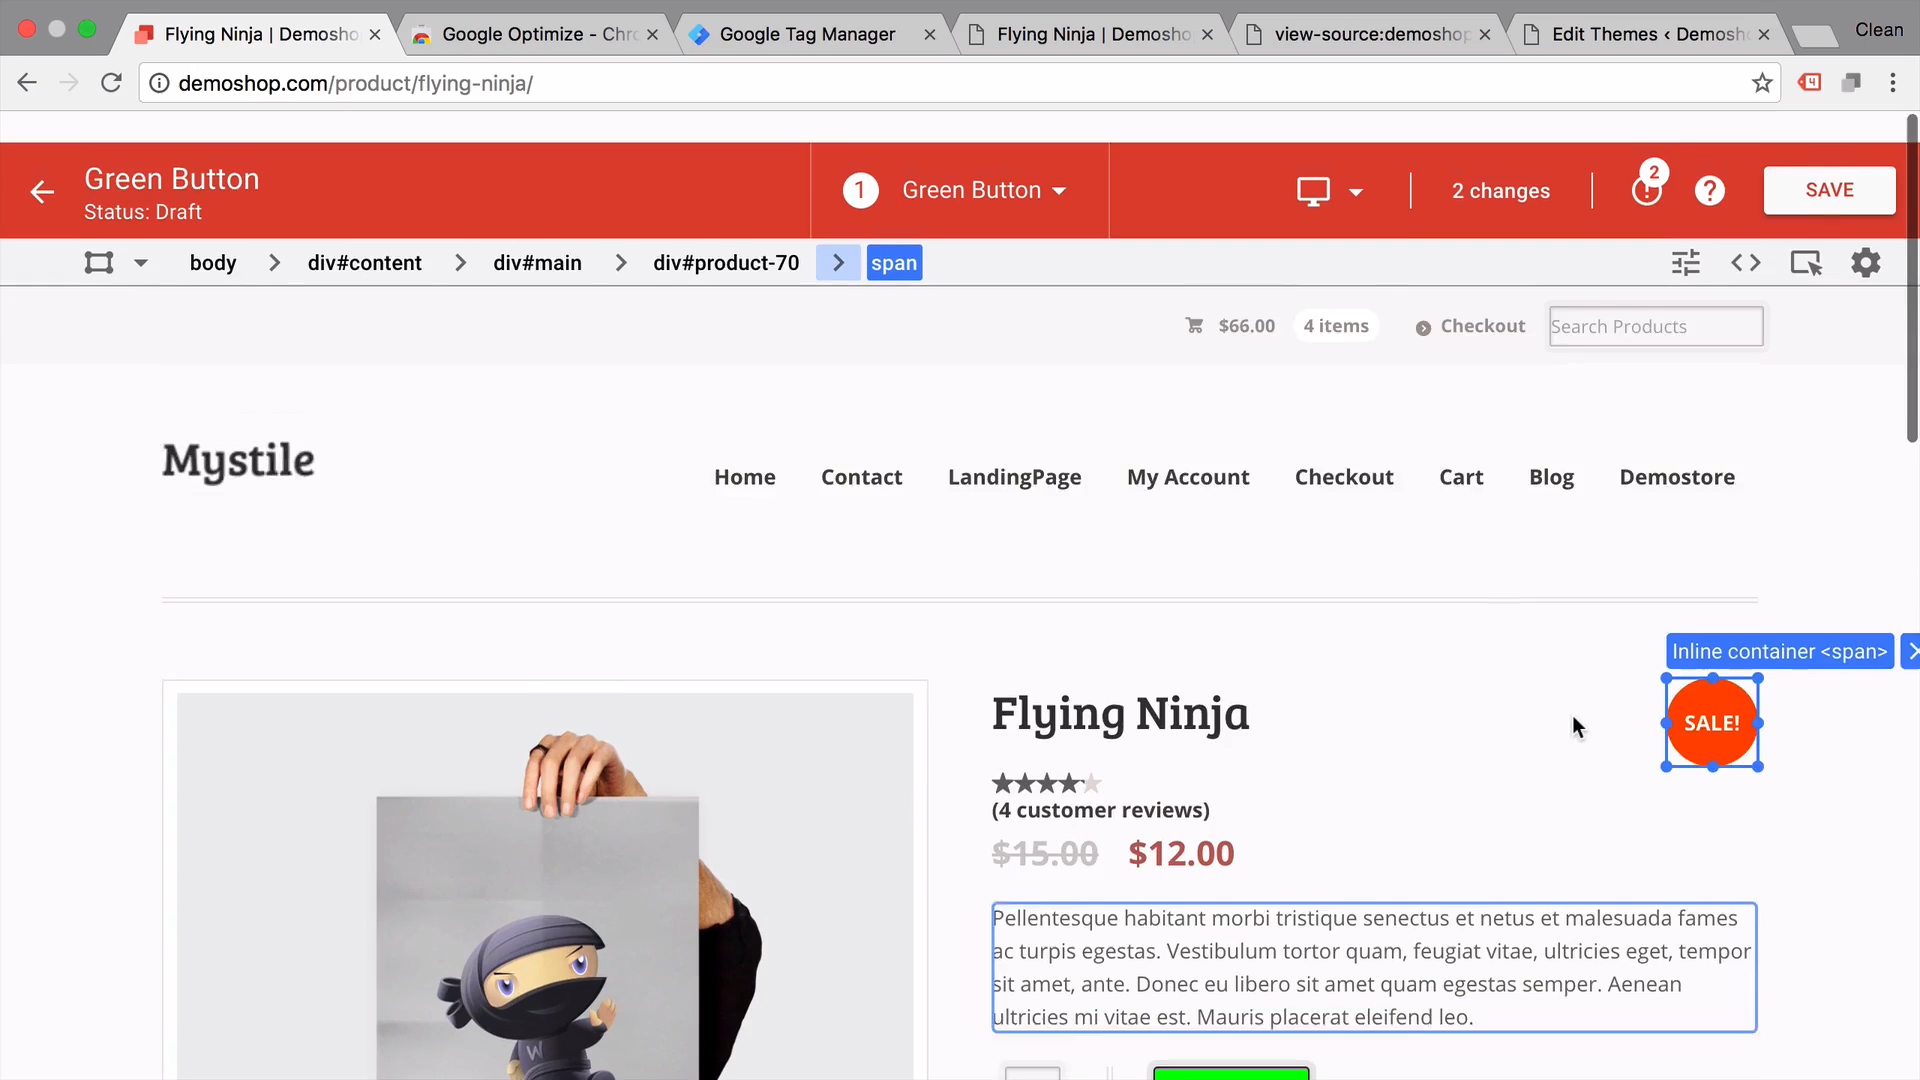 Flying Ninja | Demosho
Google Optimize - Chr
Google Tag Manager
Flying Ninja | Demosho
view-source:demoshop
Edit Themes ‹ Demosh
Clean
demoshop.com/product/flying-ninja/
4
Green Button
Status: Draft
1 Green Button
2 changes
2
?
SAVE
body
div#content
div#main
div#product-70
span
$66.00
4 items
Checkout
Search Products
Mystile
Home
Contact
LandingPage
My Account
Checkout
Cart
Blog
Demostore
Inline container <span>
SALE!
Flying Ninja
(4 customer reviews)
$15.00 $12.00
Pellentesque habitant morbi tristique senectus et netus et malesuada fames
ac turpis egestas. Vestibulum tortor quam, feugiat vitae, ultricies eget, tempor
sit amet, ante. Donec eu libero sit amet quam egestas semper. Aenean
ultricies mi vitae est. Mauris placerat eleifend leo.
W